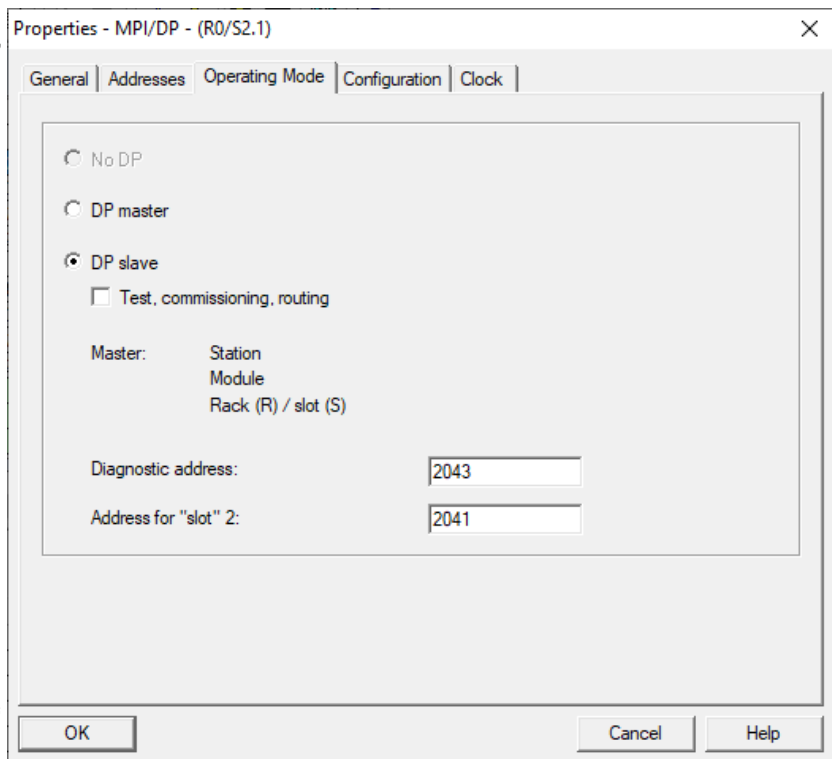 Properties - MPI/DP - (R0/S2.1)
General Addresses Operating Mode Configuration Clock
No DP
DP master
DP slave
Test, commissioning, routing
Master: Station
Module
Rack (R) / slot (S)
Diagnostic address: 2043
Address for "slot" 2: 2041
OK Cancel Help